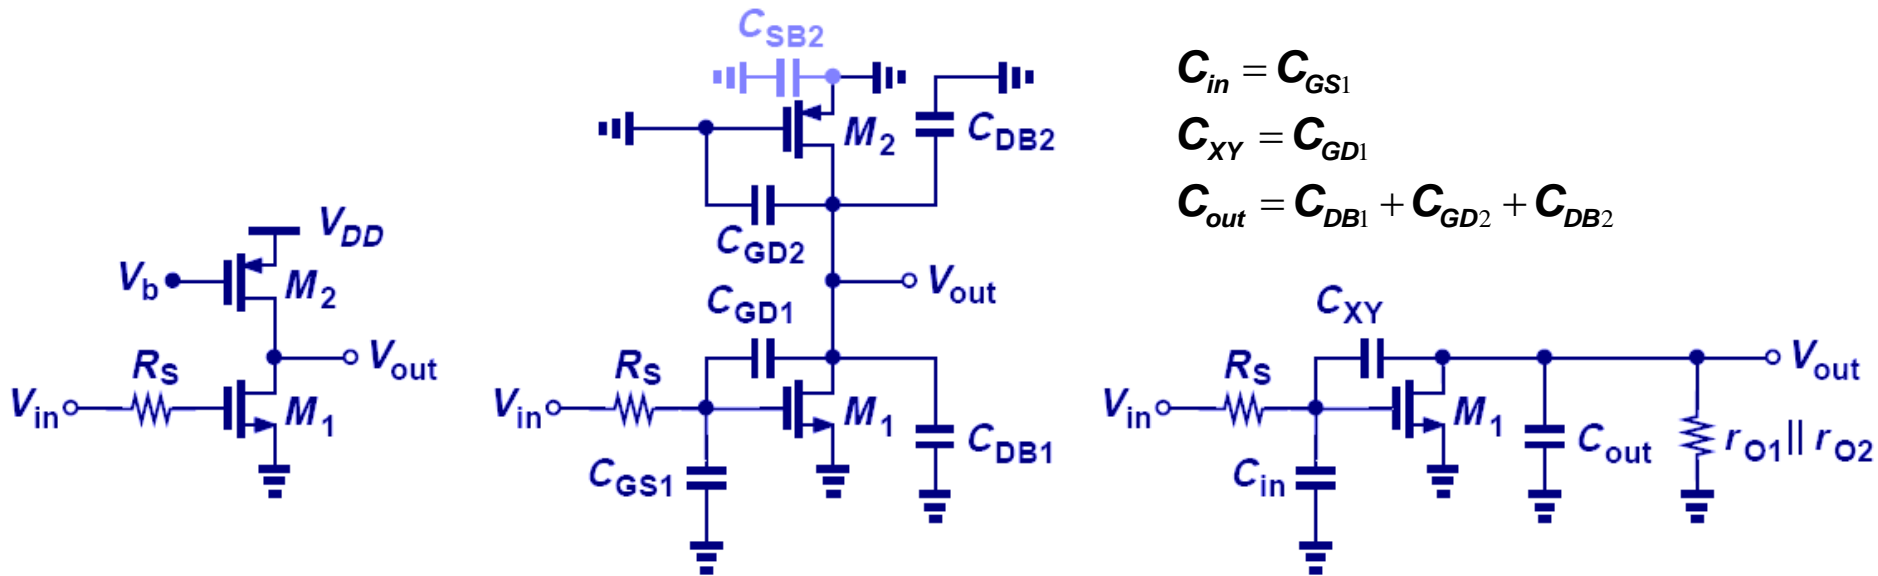 V_DD
V_b
M_2
V_out
R_S
V_in
M_1
C_SB2
M_2
C_DB2
C_GD2
V_out
C_GD1
R_S
V_in
M_1
C_GS1
C_DB1
C_in = C_GS1
C_XY = C_GD1
C_out = C_DB1 + C_GD2 + C_DB2
C_XY
V_out
R_S
V_in
M_1
C_in
C_out
r_O1 || r_O2